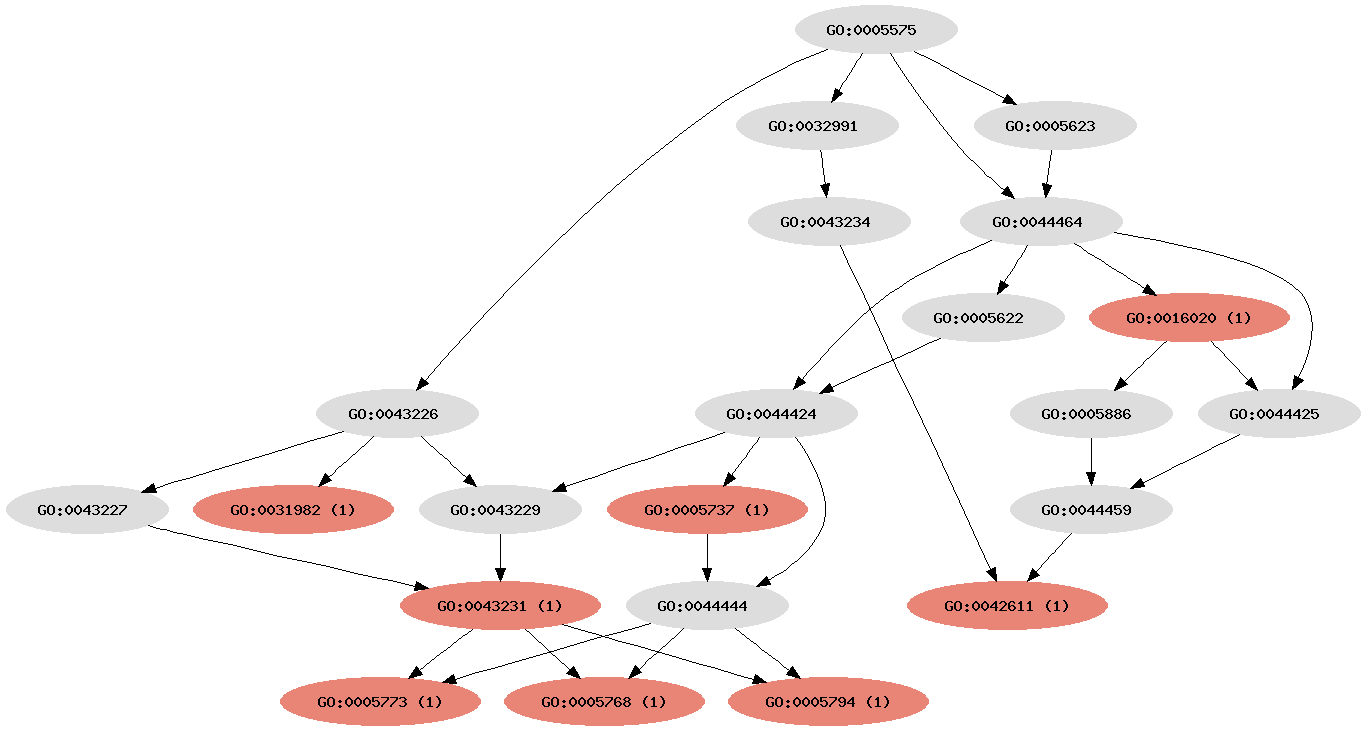 GO:0005575
GO:0032991
GO:0005623
GO:0043234
GO:0044464
GO:0005622
GO:0016020 (1)
GO:0043226
GO:0044424
GO:0005886
GO:0044425
GO:0043227
GO:0031982 (1)
GO:0043229
GO:0005737 (1)
GO:0044459
GO:0043231 (1)
GO:0044444
GO:0042611 (1)
GO:0005773 (1)
GO:0005768 (1)
GO:0005794 (1)